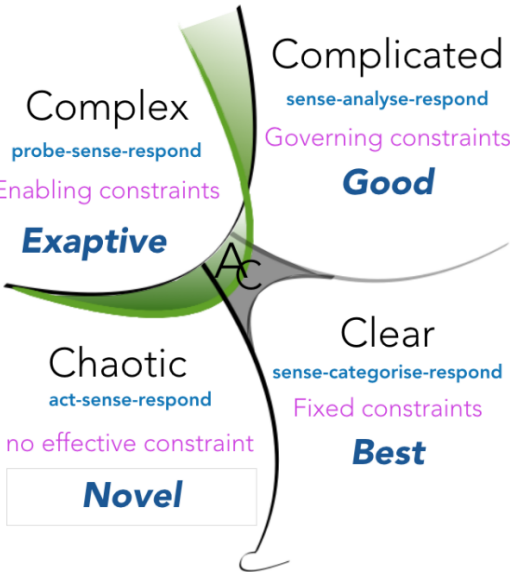 Complex
probe-sense-respond
Enabling constraints
Exaptive
Complicated
sense-analyse-respond
Governing constraints
Good
A
C
Chaotic
act-sense-respond
no effective constraint
Novel
Clear
sense-categorise-respond
Fixed constraints
Best